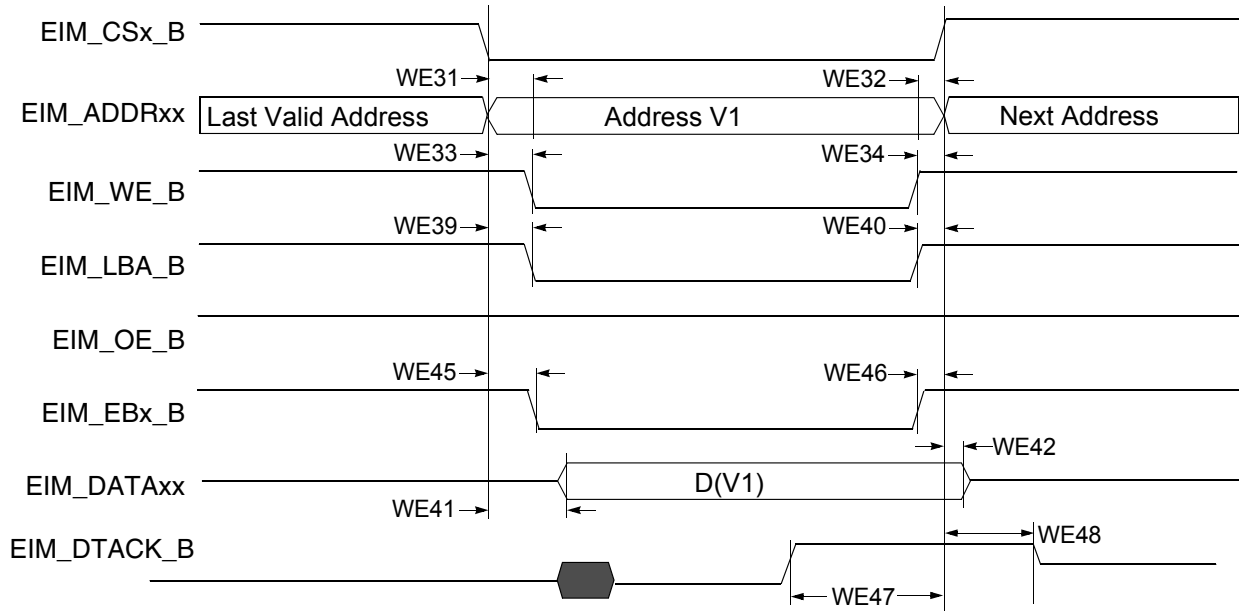 EIM_CSx_B
WE31
WE32
EIM_ADDRxx
Last Valid Address
Address V1
Next Address
WE33
WE34
EIM_WE_B
WE39
WE40
EIM_LBA_B
EIM_OE_B
WE45
WE46
EIM_EBx_B
WE42
EIM_DATAxx
D(V1)
WE41
EIM_DTACK_B
WE48
WE47